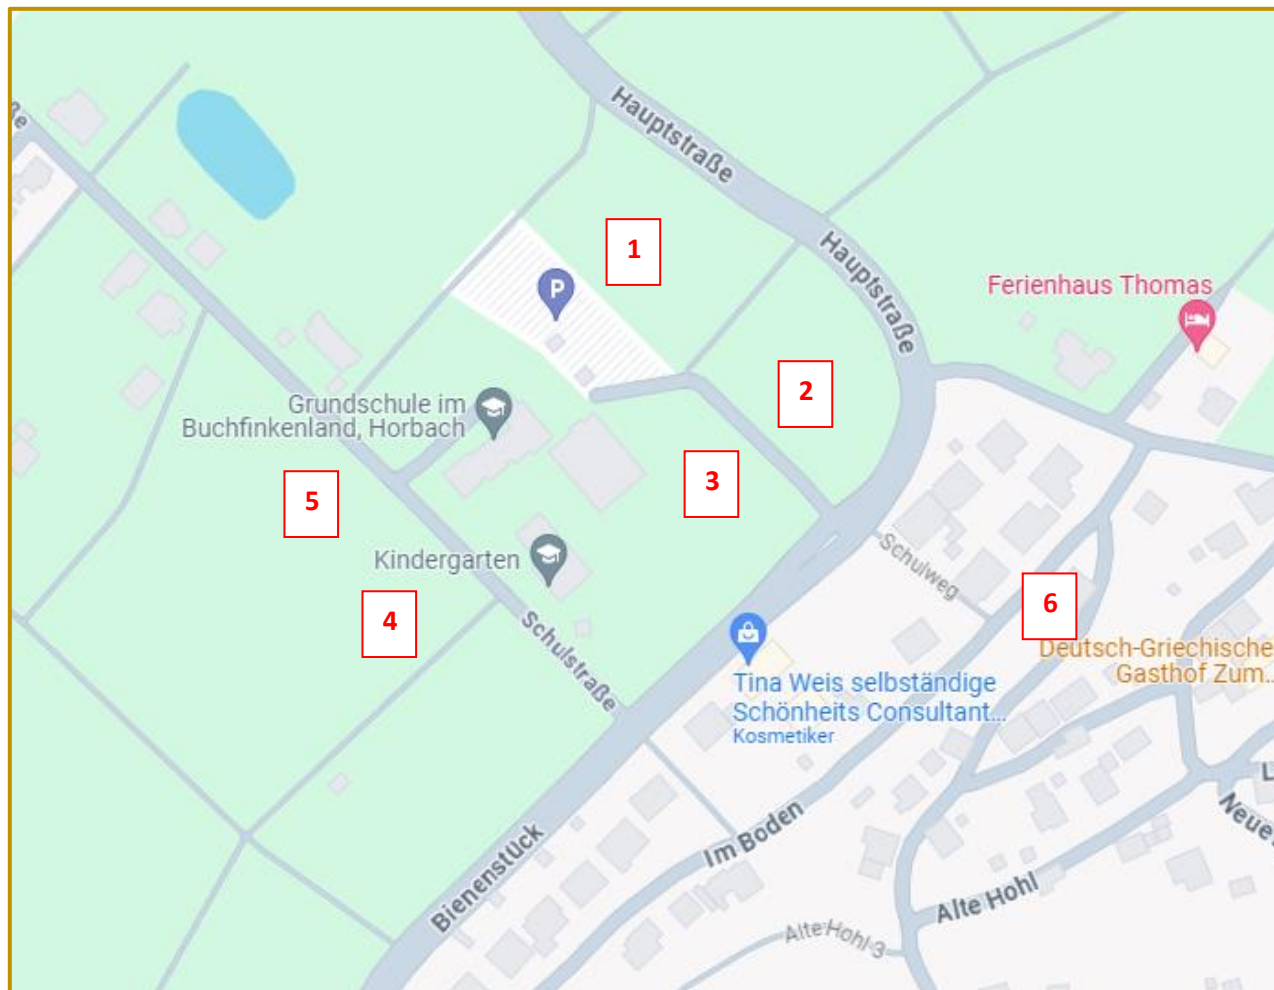 ße
Hauptstraße
1
Hauptstraße
Ferienhaus Thomas
P
2
Grundschule im
Buchfinkenland, Horbach
3
5
Kindergarten
Schulweg
4
6
Schulstraße
Deutsch-Griechische
Gasthof Zum...
Tina Weis selbständige
Schönheits Consultant...
Kosmetiker
L
Neue
Im Boden
Bienenstück
Alte Hohl
Alte Hohl 3